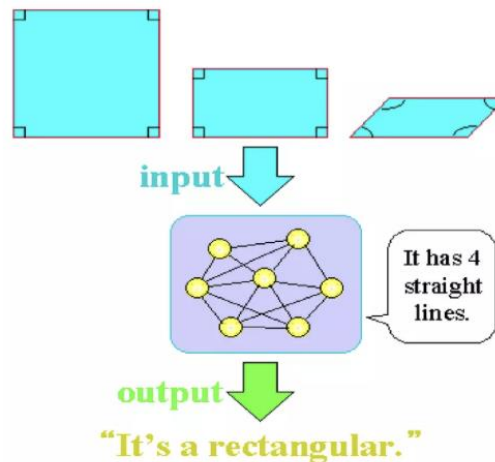 input
It has 4
straight
lines.
output
“It’s a rectangular.”